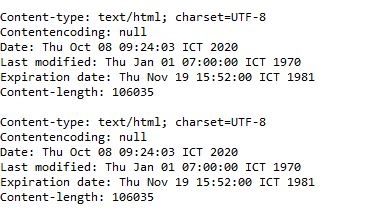 Content-type: text/html; charset=UTF-8
Contentencoding: null
Date: Thu Oct 08 09:24:03 ICT 2020
Last modified: Thu Jan 01 07:00:00 ICT 1970
Expiration date: Thu Nov 19 15:52:00 ICT 1981
Content-length: 106035
Content-type: text/html; charset=UTF-8
Contentencoding: null
Date: Thu Oct 08 09:24:03 ICT 2020
Last modified: Thu Jan 01 07:00:00 ICT 1970
Expiration date: Thu Nov 19 15:52:00 ICT 1981
Content-length: 106035